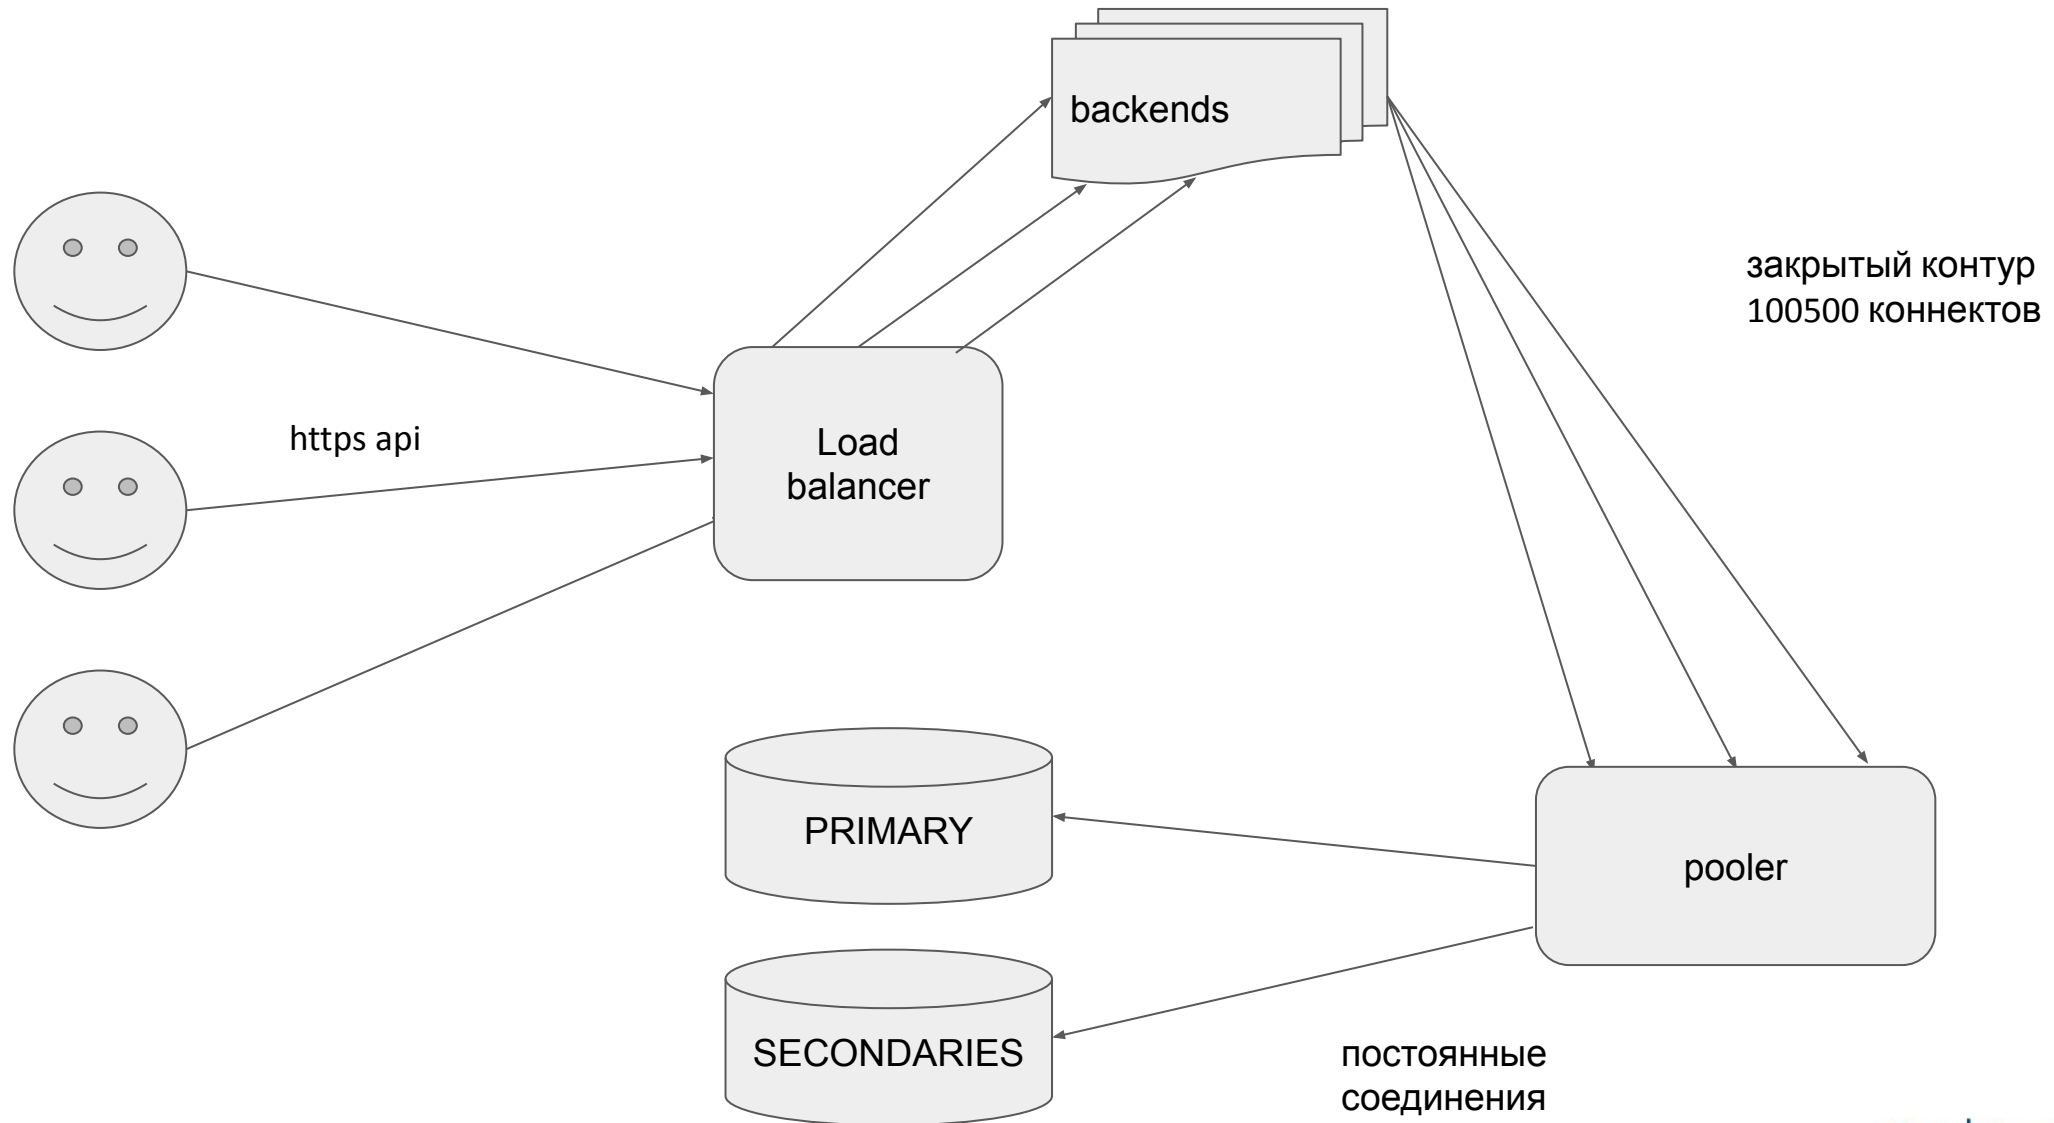 backends
закрытый контур
100500 коннектов
https api
Load
balancer
PRIMARY
pooler
SECONDARIES
постоянные
соединения